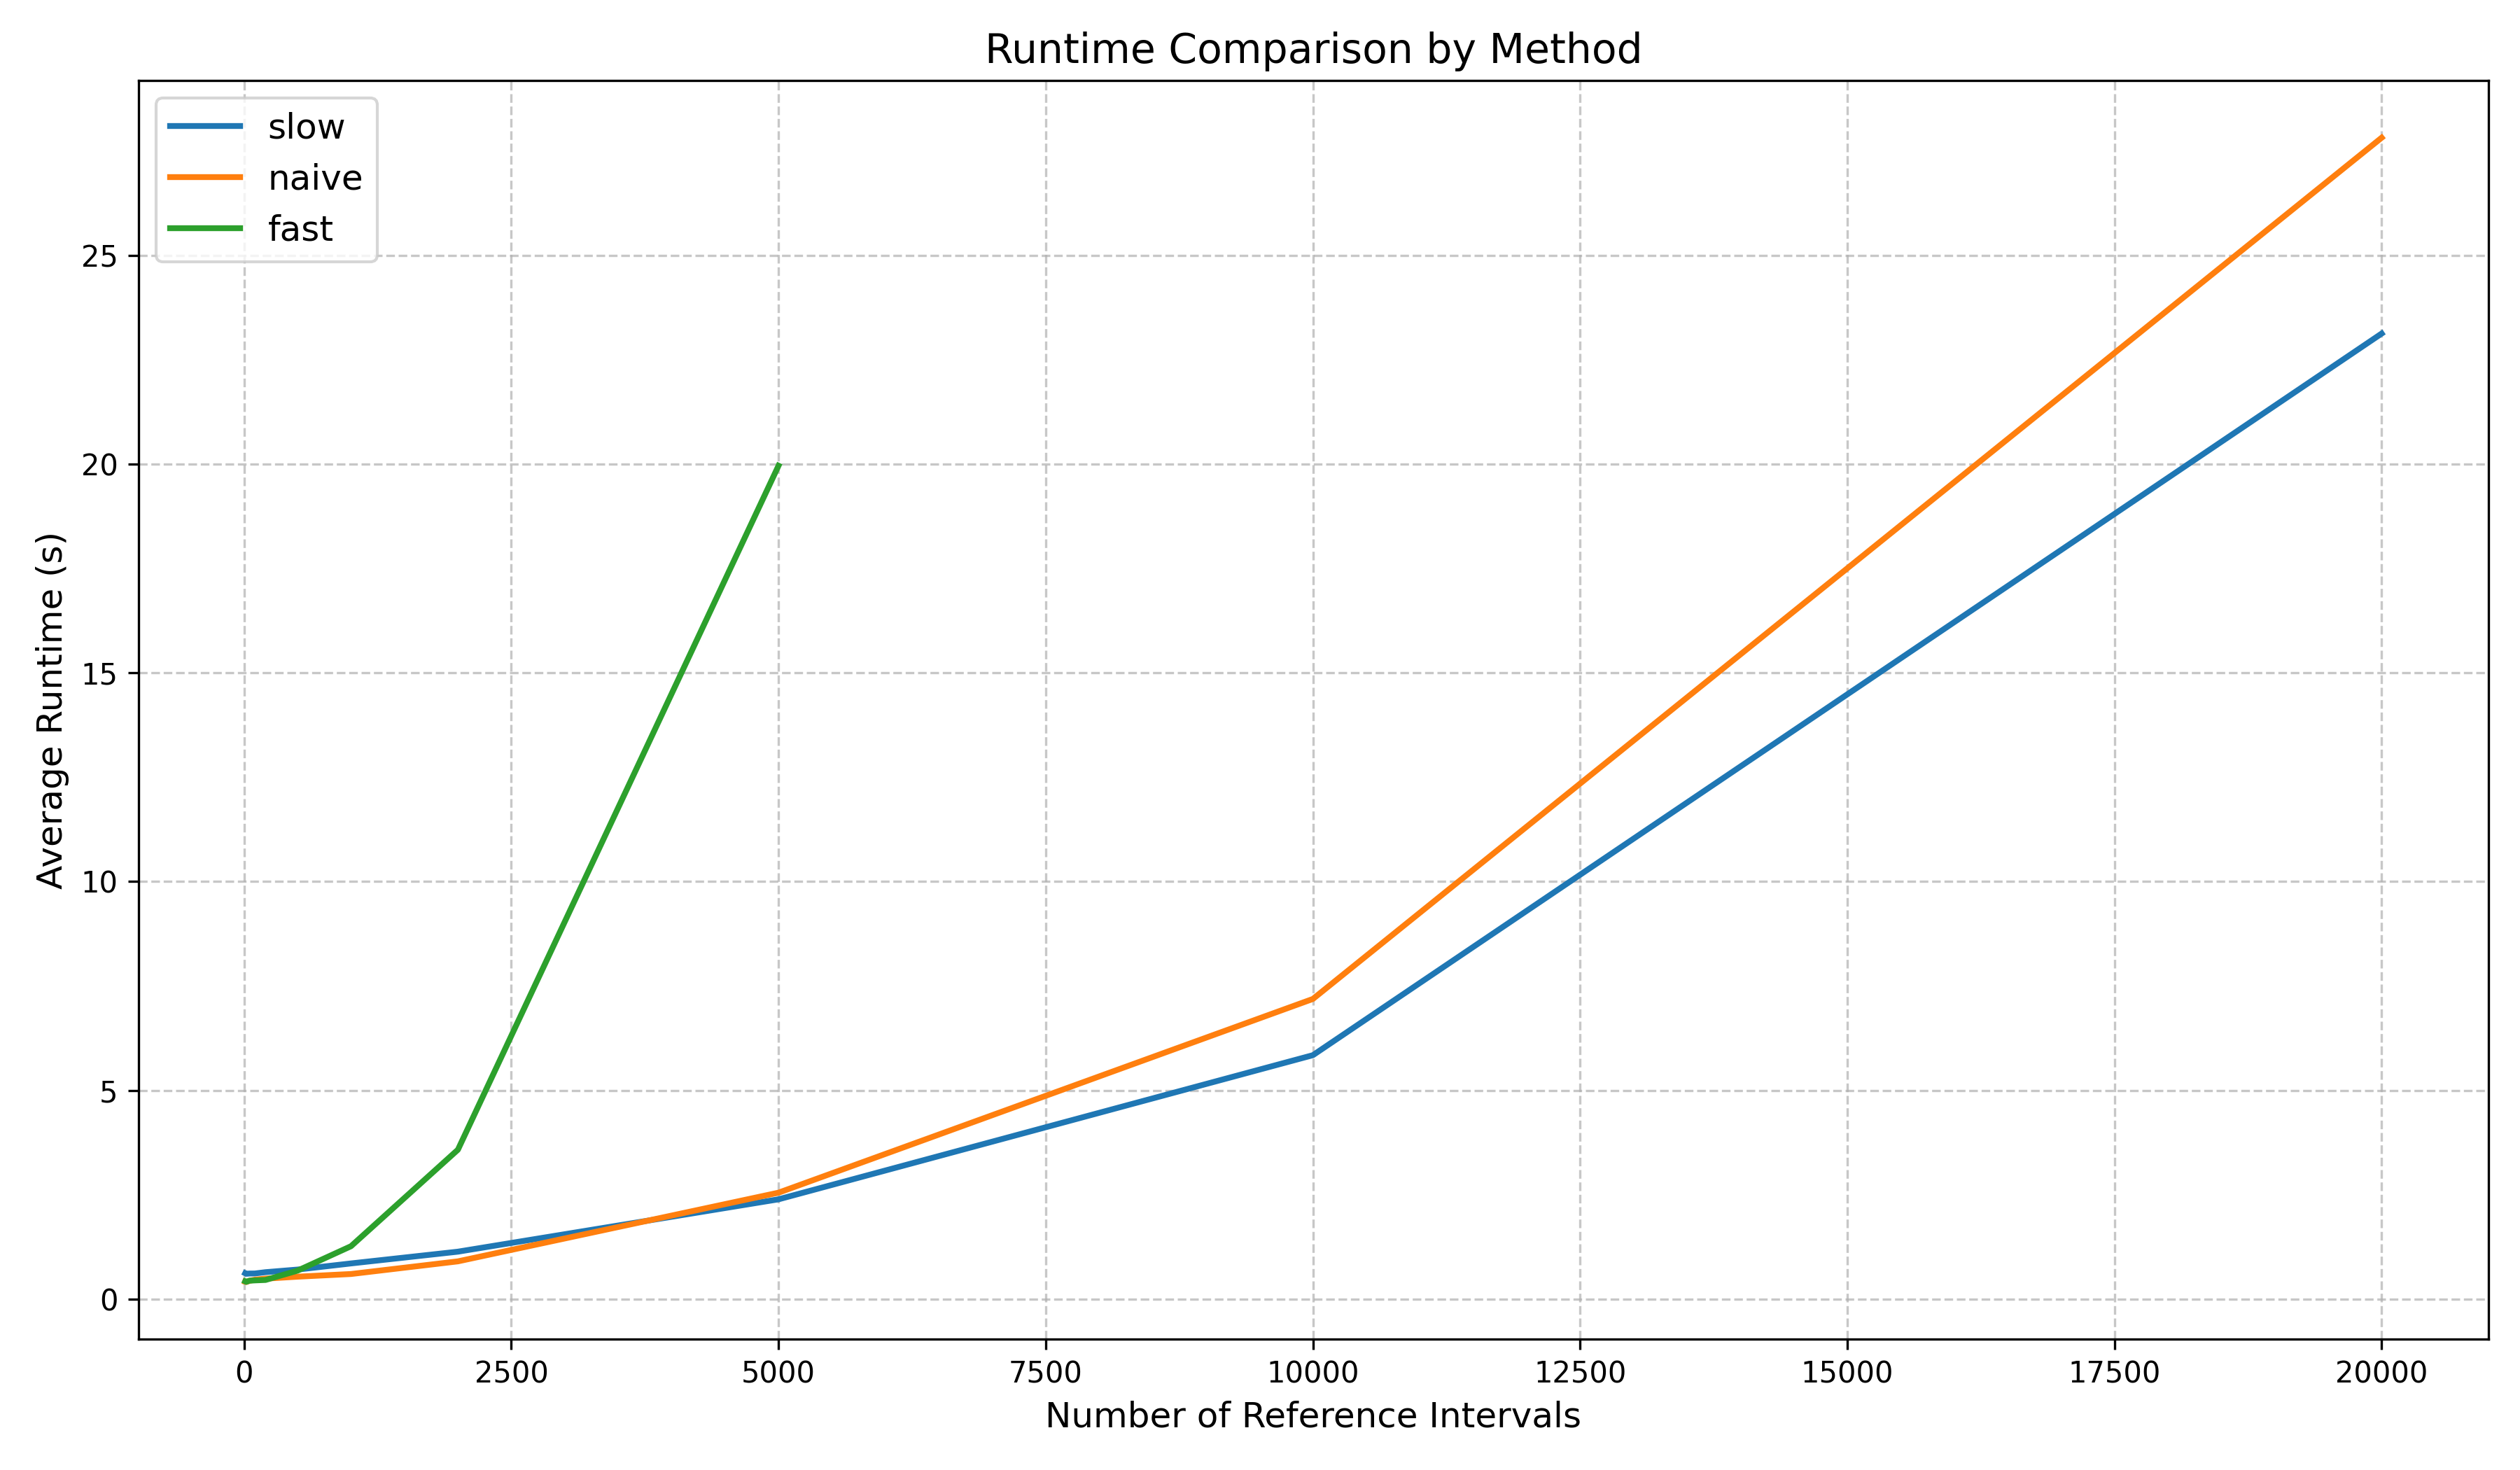 Runtime Comparison by Method
slow
naive
fast
25
20
15
10
5
0
Average Runtime (s)
0 2500 5000 7500 10000 12500 15000 17500 20000
Number of Reference Intervals